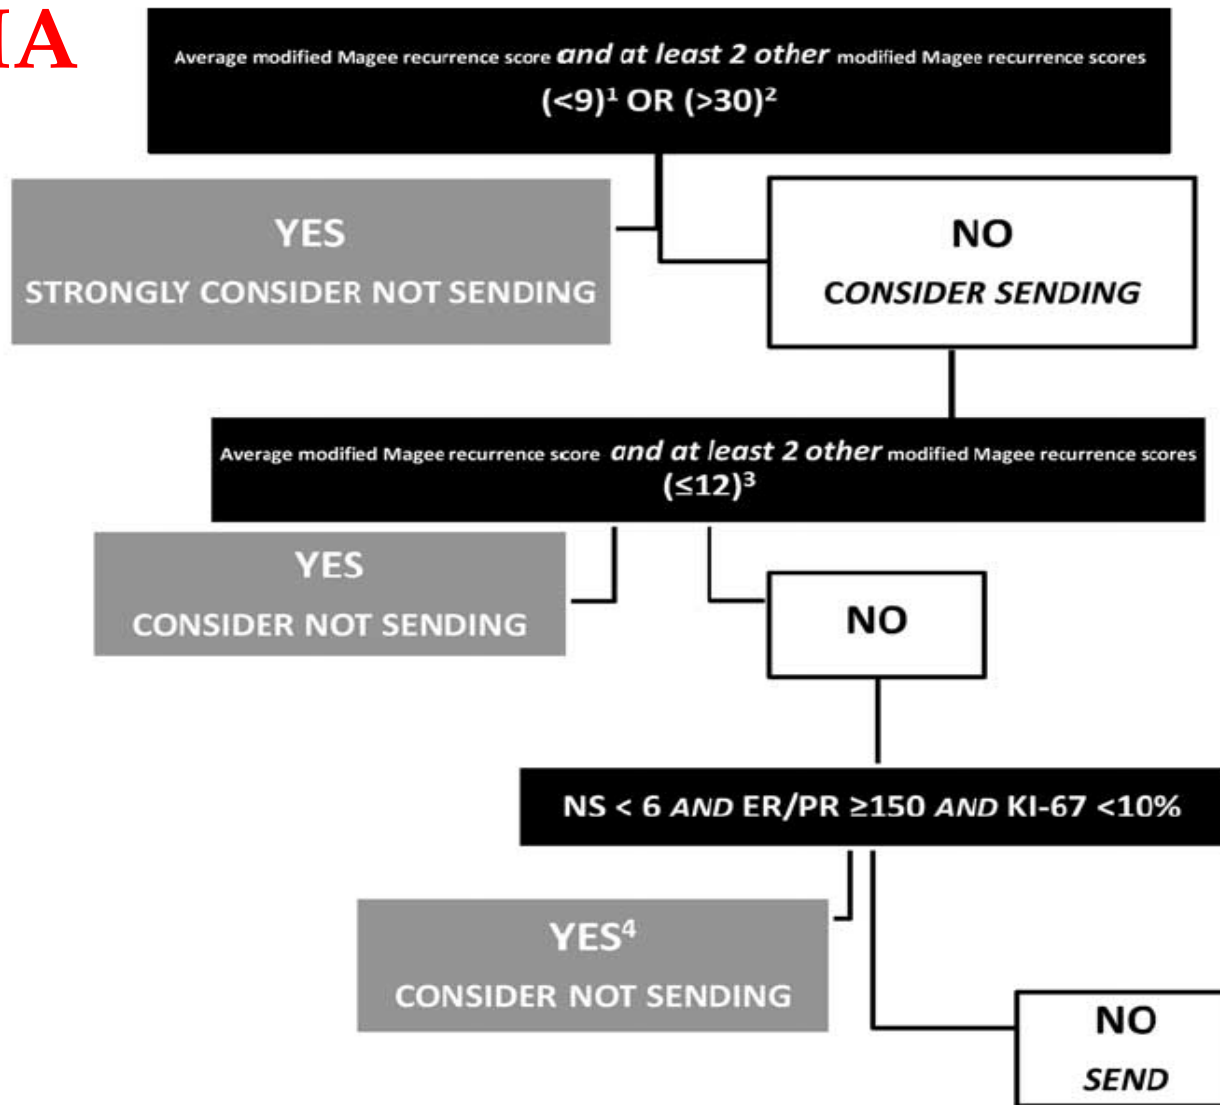 IA
Average modified Magee recurrence score and at least 2 other modified Magee recurrence scores
(<9)¹ OR (>30)²
YES
STRONGLY CONSIDER NOT SENDING
NO
CONSIDER SENDING
Average modified Magee recurrence score and at least 2 other modified Magee recurrence scores
(≤12)³
YES
CONSIDER NOT SENDING
NO
NS < 6 AND ER/PR ≥150 AND KI-67 <10%
YES⁴
CONSIDER NOT SENDING
NO
SEND